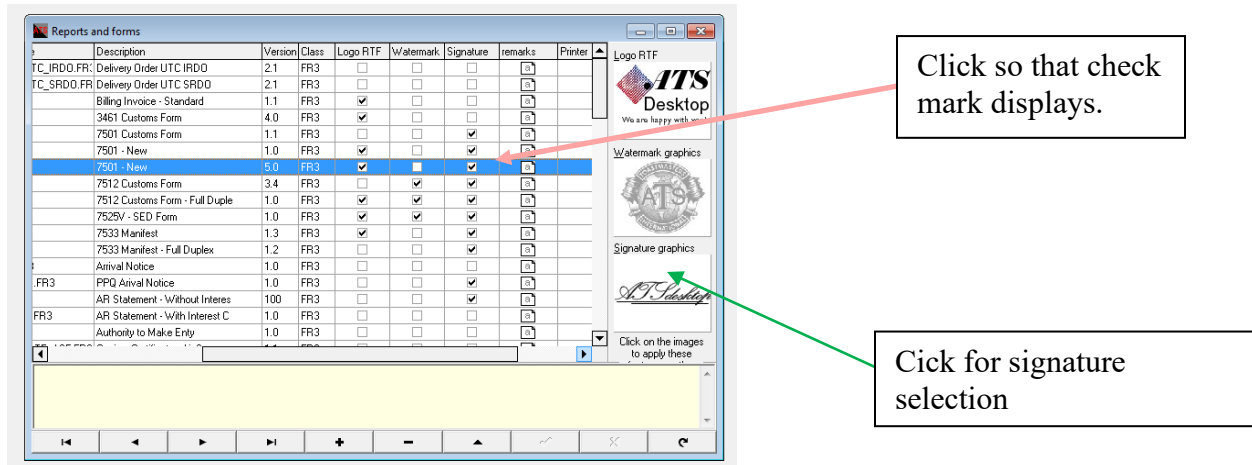 Reports and forms
Description Version Class Logo RTF Watermark Signature remarks Printer
TC_IRDO.FR Delivery Order UTC IRDO 2.1 FR3
TC_SRDO.FR Delivery Order UTC SRDO 2.1 FR3
Billing Invoice - Standard 1.1 FR3
3461 Customs Form 4.0 FR3
7501 Customs Form 1.1 FR3
7501 - New 1.0 FR3
7501 - New 5.0 FR3
7512 Customs Form 3.4 FR3
7512 Customs Form - Full Duple 1.0 FR3
7525V - SED Form 1.0 FR3
7533 Manifest 1.3 FR3
7533 Manifest - Full Duplex 1.2 FR3
Arrival Notice 1.0 FR3
.FR3 PPQ Arival Notice 1.0 FR3
AR Statement - Without Interes 100 FR3
FR3 AR Statement - With Interest C 1.0 FR3
Authority to Make Enty 1.0 FR3
Logo RTF
ATS
Desktop
We are happy with
Watermark graphics
ATS
Signature graphics
ATSdesktop
Click on the images
to apply these
Click so that check
mark displays.
Cick for signature
selection